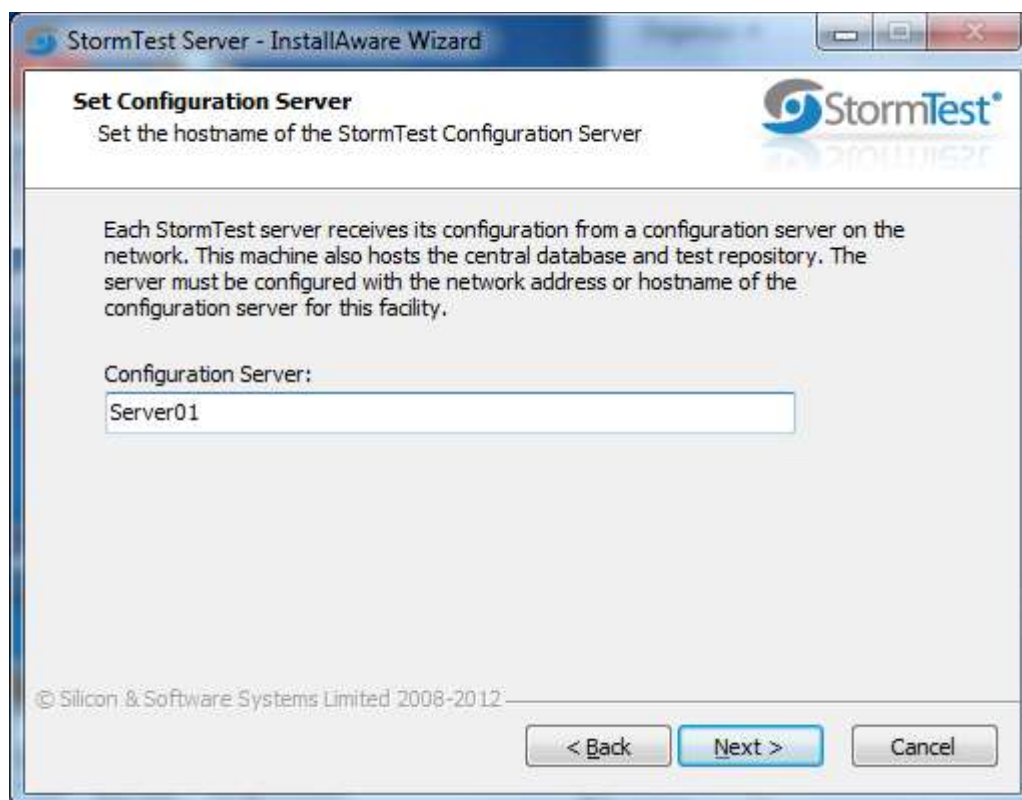 StormTest Server - InstallAware Wizard
Set Configuration Server
Set the hostname of the StormTest Configuration Server
StormTest
Each StormTest server receives its configuration from a configuration server on the
network. This machine also hosts the central database and test repository. The
server must be configured with the network address or hostname of the
configuration server for this facility.
Configuration Server:
Server01
© Silicon & Software Systems Limited 2008-2012
< Back
Next >
Cancel